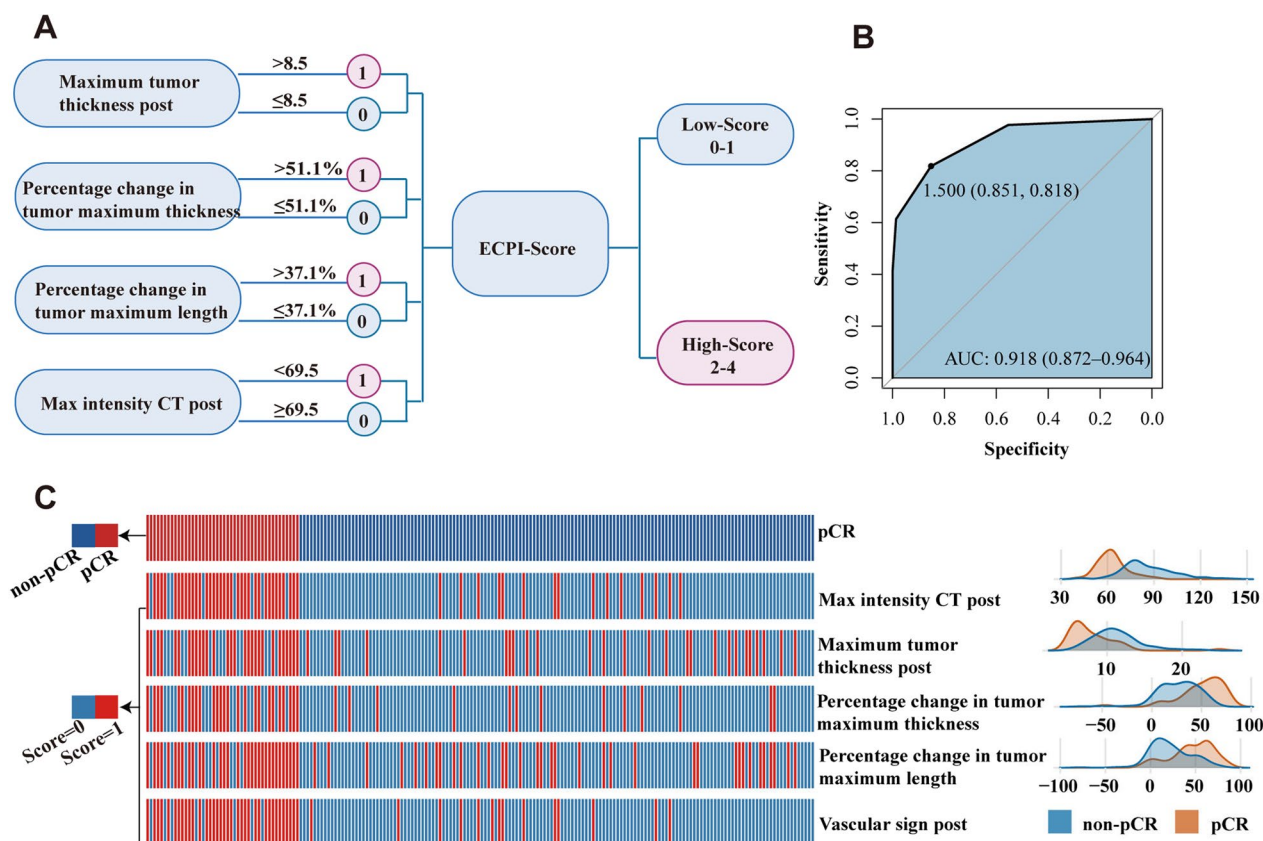 A
Maximum tumor
thickness post
>8.5
1
≤8.5
0
Percentage change in
tumor maximum thickness
>51.1%
1
≤51.1%
0
Percentage change in
tumor maximum length
>37.1%
1
≤37.1%
0
Max intensity CT post
<69.5
1
≥69.5
0
ECPI-Score
Low-Score
0-1
High-Score
2-4
B
Sensitivity
1.0
0.8
0.6
0.4
0.2
0.0
1.500 (0.851, 0.818)
AUC: 0.918 (0.872–0.964)
1.0 0.8 0.6 0.4 0.2 0.0
Specificity
C
non-pCR
pCR
pCR
Max intensity CT post
30 60 90 120 150
Maximum tumor
thickness post
10 20
Score=0
Score=1
Percentage change in tumor
maximum thickness
−50 0 50 100
Percentage change in tumor
maximum length
−100 −50 0 50 100
Vascular sign post
non-pCR
pCR